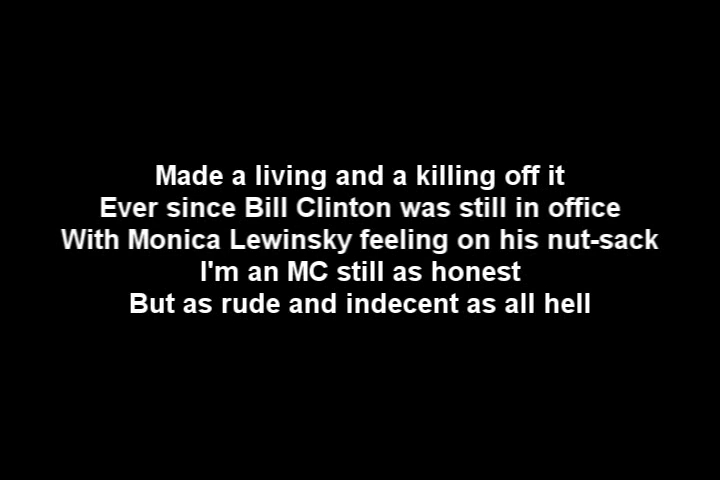 Made a living and a killing off it
Ever since Bill Clinton was still in office
With Monica Lewinsky feeling on his nut-sack
I'm an MC still as honest
But as rude and indecent as all hell